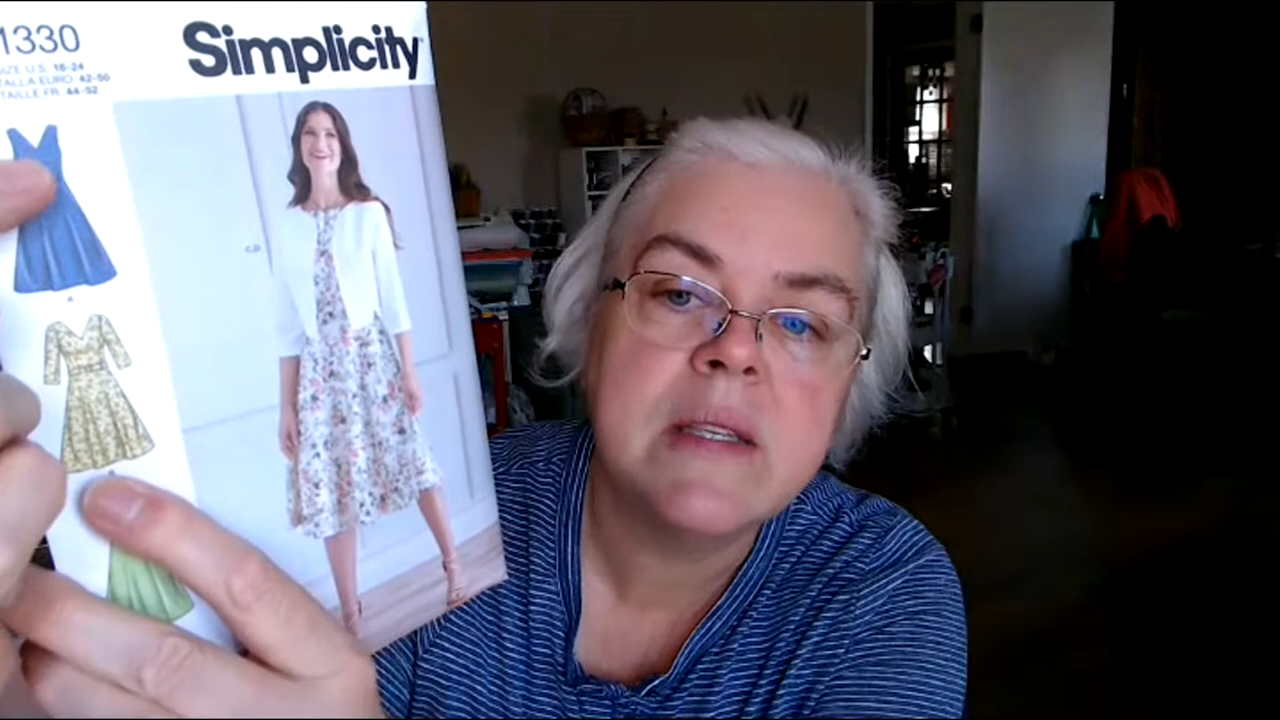 1330
Simplicity
SIZE U.S. 16-24
TALLA EURO 42-50
TAILLE FR. 44-52
C,D
A